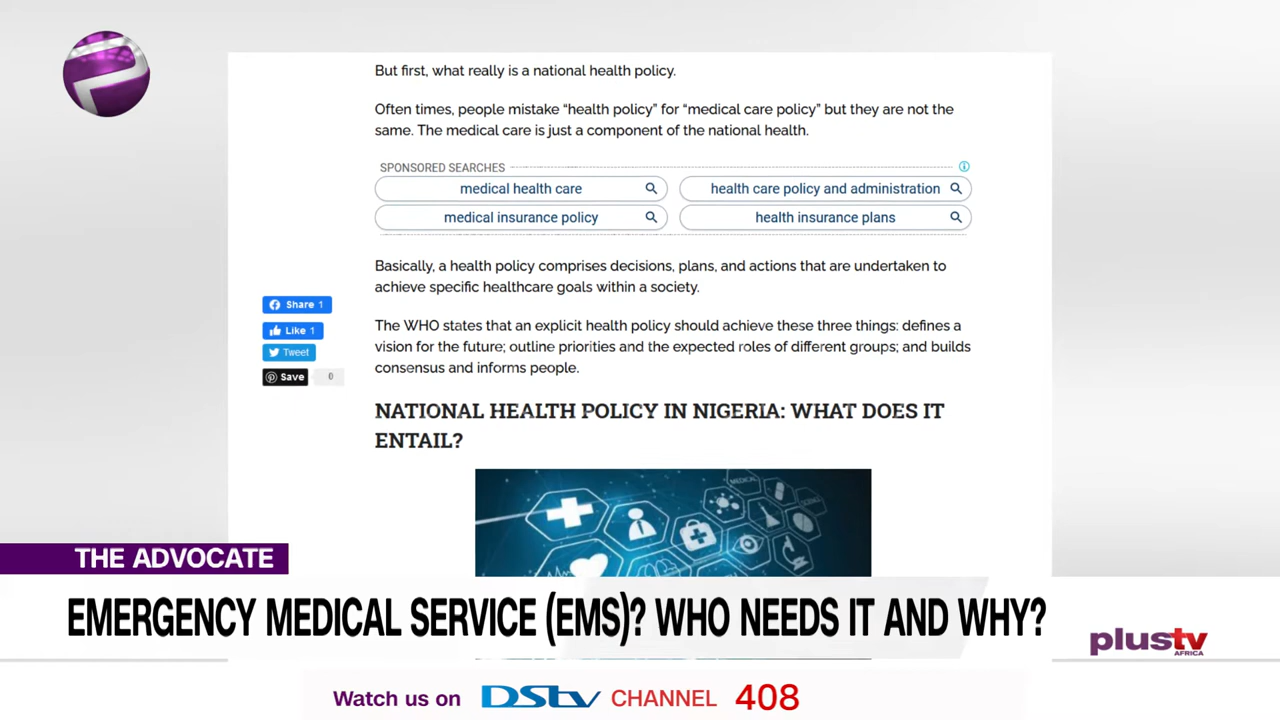 But first, what really is a national health policy.
Often times, people mistake “health policy” for “medical care policy” but they are not the
same. The medical care is just a component of the national health.
SPONSORED SEARCHES
medical health care
health care policy and administration
medical insurance policy
health insurance plans
Basically, a health policy comprises decisions, plans, and actions that are undertaken to
achieve specific healthcare goals within a society.
Share 1
Like 1
Tweet
Save 0
The WHO states that an explicit health policy should achieve these three things: defines a
vision for the future; outline priorities and the expected roles of different groups; and builds
consensus and informs people.
NATIONAL HEALTH POLICY IN NIGERIA: WHAT DOES IT
ENTAIL?
MEDICAL
SCIENCE
THE ADVOCATE
EMERGENCY MEDICAL SERVICE (EMS)? WHO NEEDS IT AND WHY?
plustv
AFRICA
Watch us on DStv CHANNEL 408